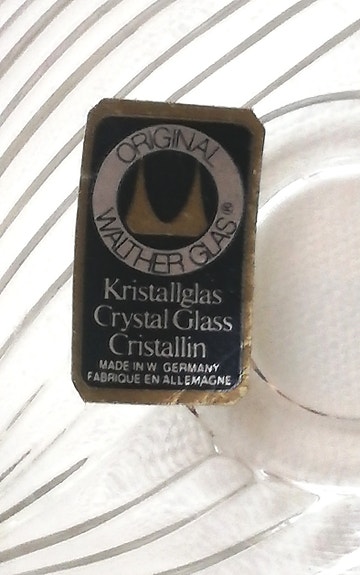 ORIGINAL
WALTHER GLAS®
Kristallglas
Crystal Glass
Cristallin
MADE IN W. GERMANY
FABRIQUE EN ALLEMAGNE